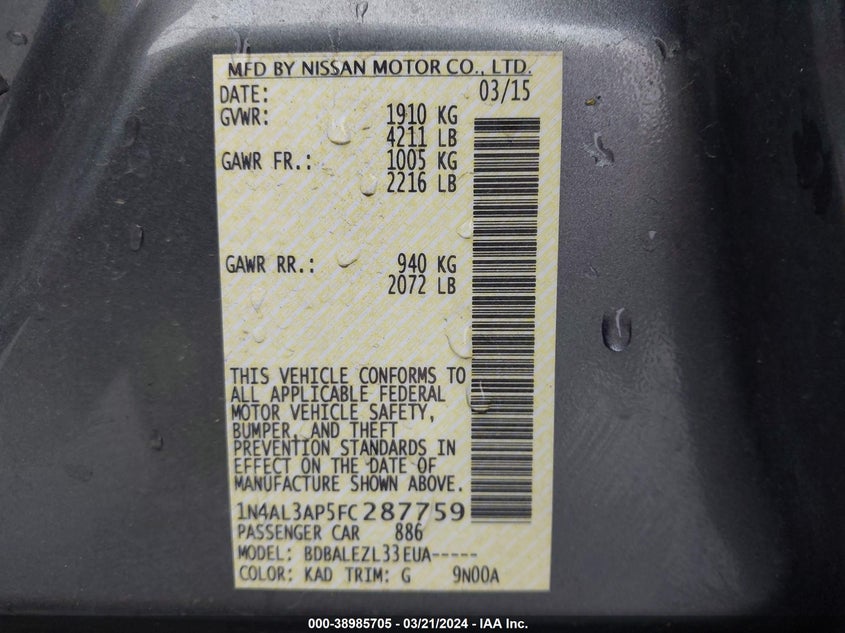 MFD BY NISSAN MOTOR CO., LTD.
DATE: 03/15
GVWR: 1910 KG
4211 LB
GAWR FR.: 1005 KG
2216 LB
GAWR RR.: 940 KG
2072 LB
THIS VEHICLE CONFORMS TO
ALL APPLICABLE FEDERAL
MOTOR VEHICLE SAFETY,
BUMPER, AND THEFT
PREVENTION STANDARDS IN
EFFECT ON THE DATE OF
MANUFACTURE SHOWN ABOVE.
1N4AL3AP5FC287759
PASSENGER CAR 886
MODEL: BDBALEZL33EUA-----
COLOR: KAD TRIM: G 9N00A
000-38985705 - 03/21/2024 - IAA Inc.